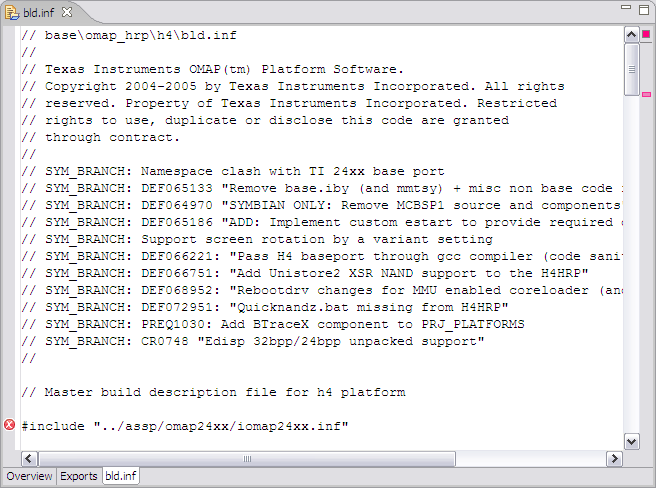 bld.inf
// base\omap_hrp\h4\bld.inf
//
// Texas Instruments OMAP(tm) Platform Software.
// Copyright 2004-2005 by Texas Instruments Incorporated. All rights
// reserved. Property of Texas Instruments Incorporated. Restricted
// rights to use, duplicate or disclose this code are granted
// through contract.
//
// SYM_BRANCH: Namespace clash with TI 24xx base port
// SYM_BRANCH: DEF065133 "Remove base.iby (and mmtsy) + misc non base code
// SYM_BRANCH: DEF064970 "SYMBIAN ONLY: Remove MCBSP1 source and components
// SYM_BRANCH: DEF065186 "ADD: Implement custom estart to provide required
// SYM_BRANCH: Support screen rotation by a variant setting
// SYM_BRANCH: DEF066221: "Pass H4 baseport through gcc compiler (code sani
// SYM_BRANCH: DEF066751: "Add Unistore2 XSR NAND support to the H4HRP"
// SYM_BRANCH: DEF068952: "Rebootdrv changes for MMU enabled coreloader (and
// SYM_BRANCH: DEF072951: "Quicknandz.bat missing from H4HRP"
// SYM_BRANCH: PREQ1030: Add BTraceX component to PRJ_PLATFORMS
// SYM_BRANCH: CR0748 "Edisp 32bpp/24bpp unpacked support"
//
// Master build description file for h4 platform
#include "../assp/omap24xx/iomap24xx.inf"
Overview Exports bld.inf